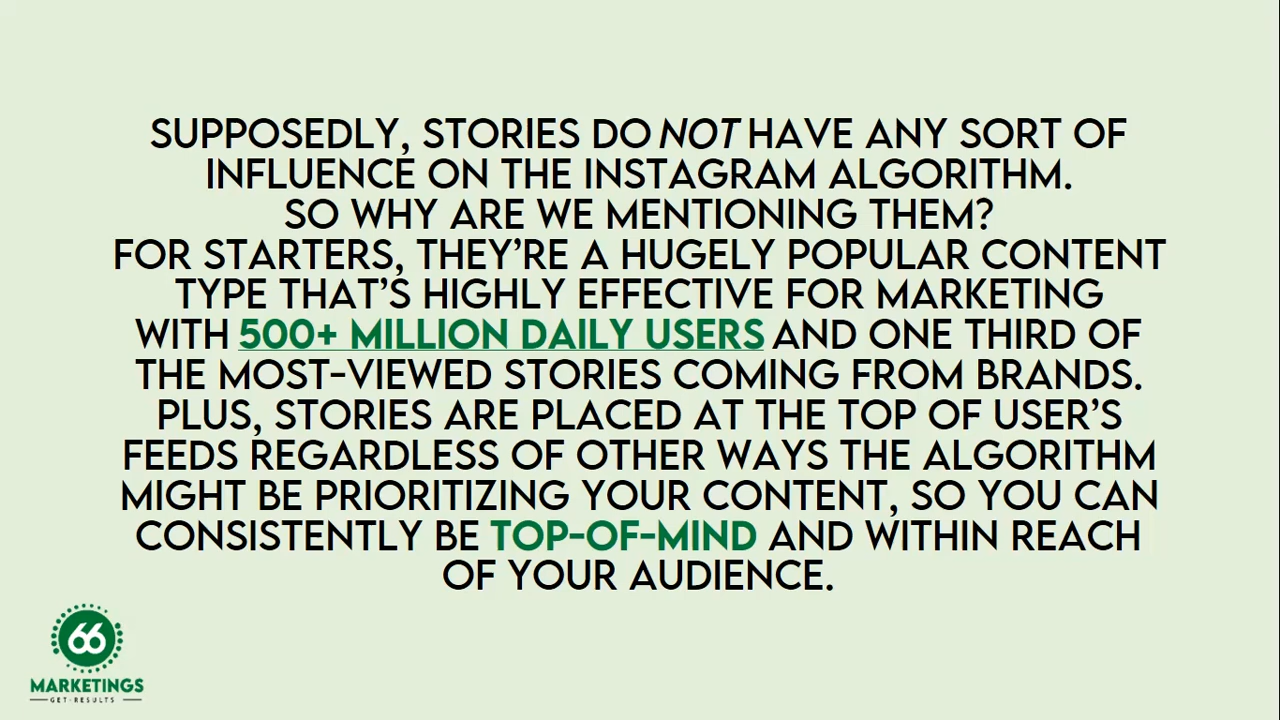 SUPPOSEDLY, STORIES DO NOT HAVE ANY SORT OF
INFLUENCE ON THE INSTAGRAM ALGORITHM.
SO WHY ARE WE MENTIONING THEM?
FOR STARTERS, THEY’RE A HUGELY POPULAR CONTENT
TYPE THAT’S HIGHLY EFFECTIVE FOR MARKETING
WITH 500+ MILLION DAILY USERS AND ONE THIRD OF
THE MOST-VIEWED STORIES COMING FROM BRANDS.
PLUS, STORIES ARE PLACED AT THE TOP OF USER’S
FEEDS REGARDLESS OF OTHER WAYS THE ALGORITHM
MIGHT BE PRIORITIZING YOUR CONTENT, SO YOU CAN
CONSISTENTLY BE TOP-OF-MIND AND WITHIN REACH
OF YOUR AUDIENCE.
66
MARKETINGS
GET-RESULTS